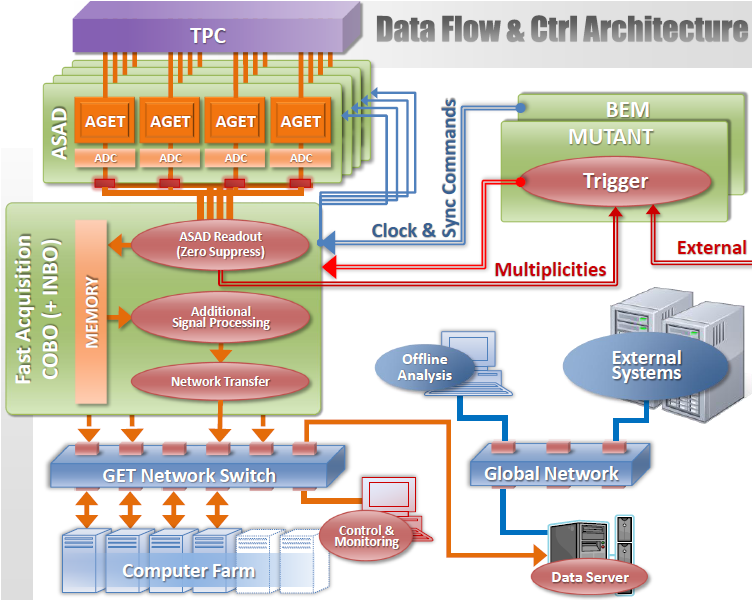 TPC
Data Flow & Ctrl Architecture
ASAD
AGET
AGET
AGET
AGET
ADC
ADC
ADC
ADC
BEM
MUTANT
Trigger
Clock &
Sync Commands
External
Multiplicities
Fast Acquisition
COBO (+ INBO)
MEMORY
ASAD Readout
(Zero Suppress)
Additional
Signal Processing
Network Transfer
Offline
Analysis
External
Systems
GET Network Switch
Global Network
Control &
Monitoring
Computer Farm
Data Server